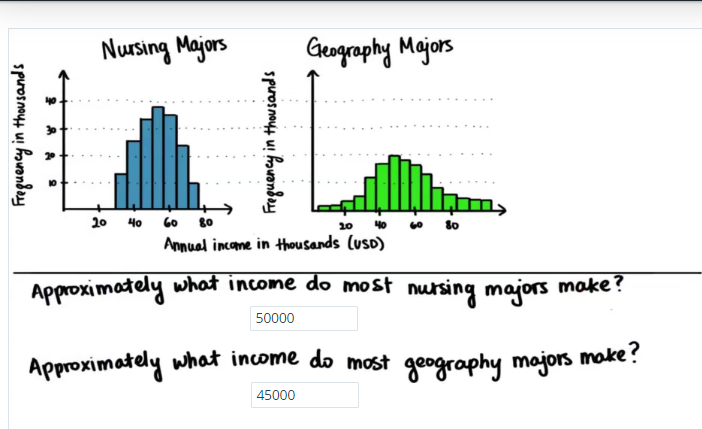 Nursing Majors
Geography Majors
Frequency in thousands
40
30
20
10
20 40 60 80
Frequency in thousands
20 40 60 80
Annual income in thousands (USD)
Approximately what income do most nursing majors make?
50000
Approximately what income do most geography majors make?
45000